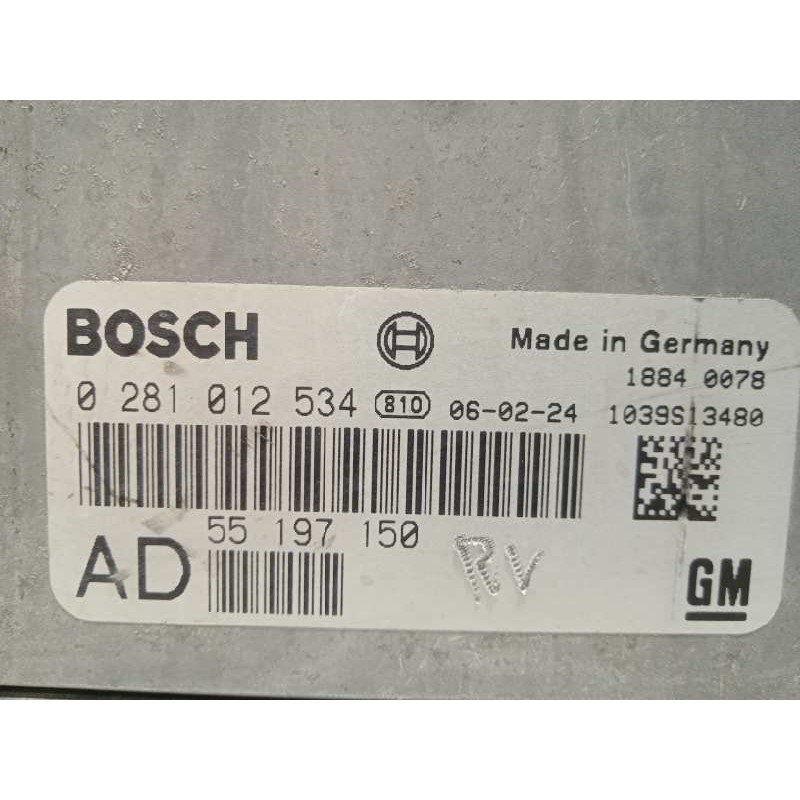 BOSCH
Made in Germany
1884 0078
0 281 012 534 810 06-02-24 1039S13480
AD
55 197 150
RV
GM